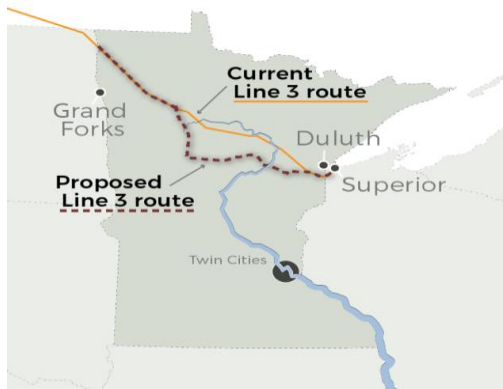 Current
Line 3 route
Grand
Forks
Duluth
Superior
Proposed
Line 3 route
Twin Cities